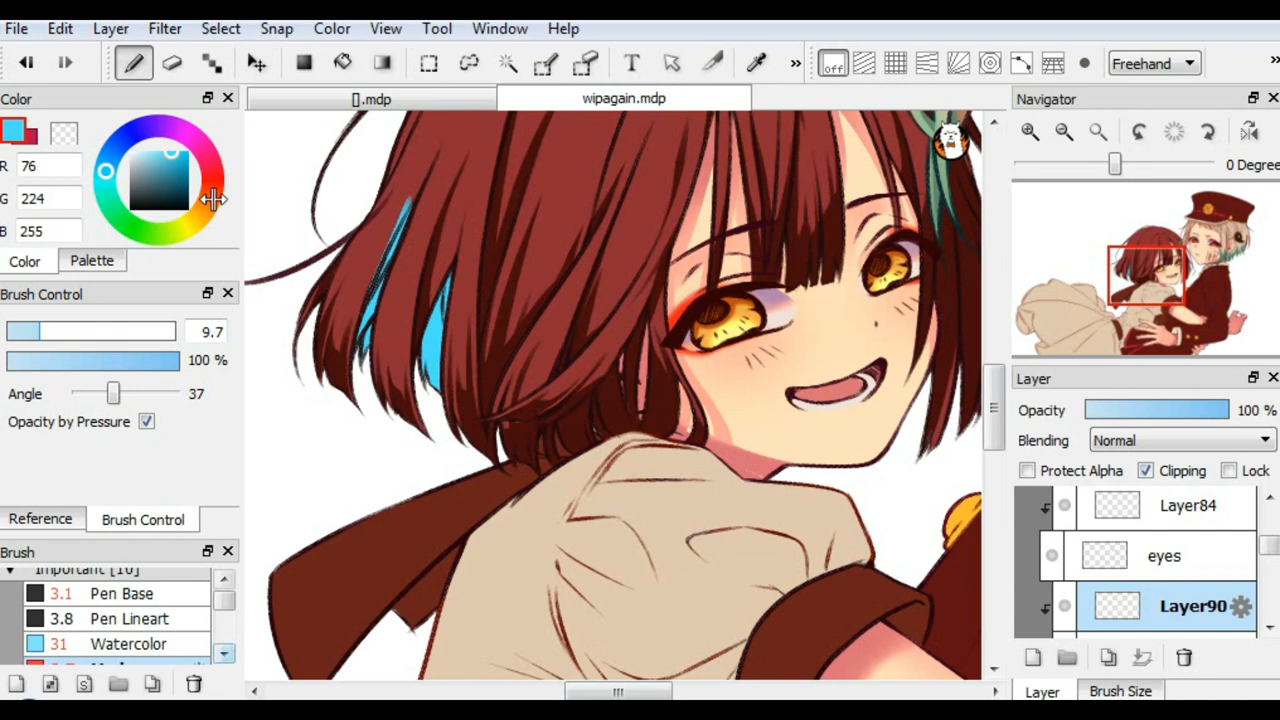 File Edit Layer Filter Select Snap Color View Tool Window Help
off Freehand
Color
[].mdp wipagain.mdp
Navigator
R 76
G 224
B 255
0 Degree
Color Palette
Brush Control
9.7
100 %
Angle 37
Opacity by Pressure
Layer
Opacity 100 %
Blending Normal
Protect Alpha Clipping Lock
Layer84
eyes
Layer90
Reference Brush Control
Brush
Important [10]
3.1 Pen Base
3.8 Pen Lineart
31 Watercolor
Layer Brush Size